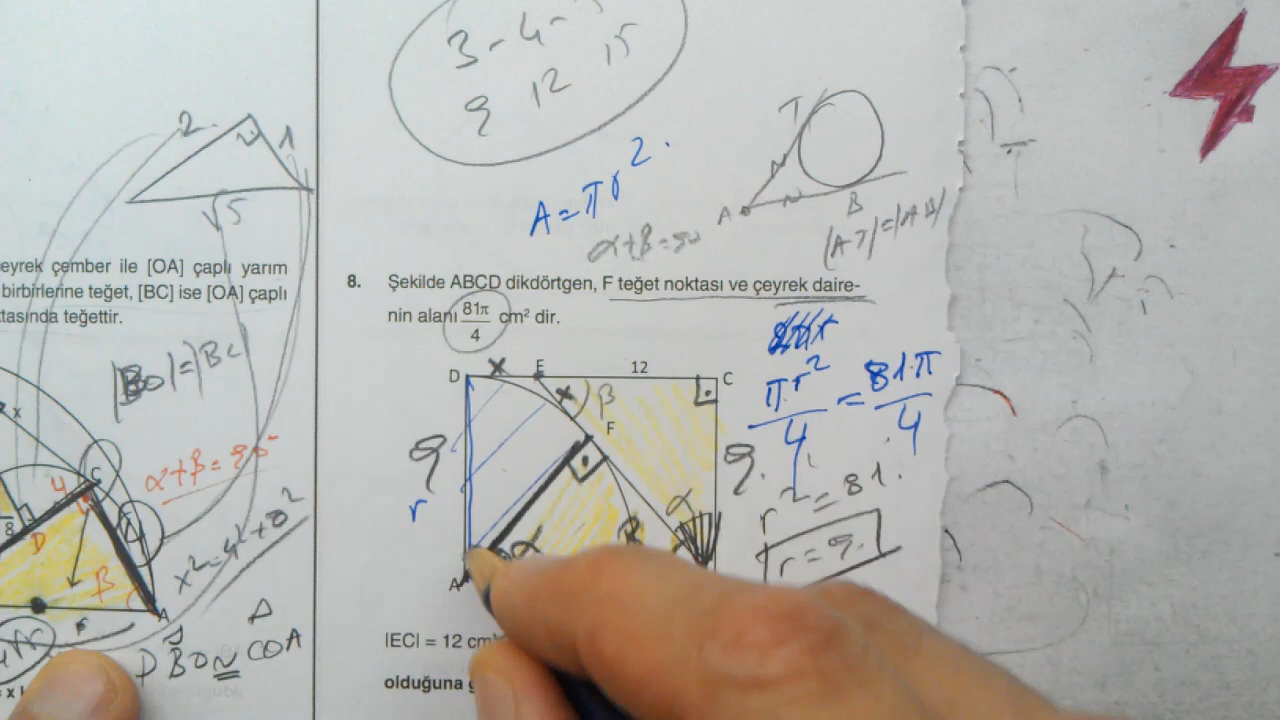 3 - 4 -
9 12 15
2
1
√5
A = πr².
α+β=90
T
A
B
|AT|=|AB|
eyrek çember ile [OA] çaplı yarım
birbirlerine teğet, [BC] ise [OA] çaplı
tasında teğettir.
|BO|=|BC
x
C
4
8
D
β
A
α+β=90°
x²=4²+8²
DBO ~ COA
8. Şekilde ABCD dikdörtgen, F teğet noktası ve çeyrek daire-
nin alanı 81π/4 cm² dir.
D x E 12 C
x β
F
9
r
9.
α
α
β
A
πr²/4 = 81.π/4
r² = 81.
r = 9.
|EC| = 12 cm
olduğuna g
x